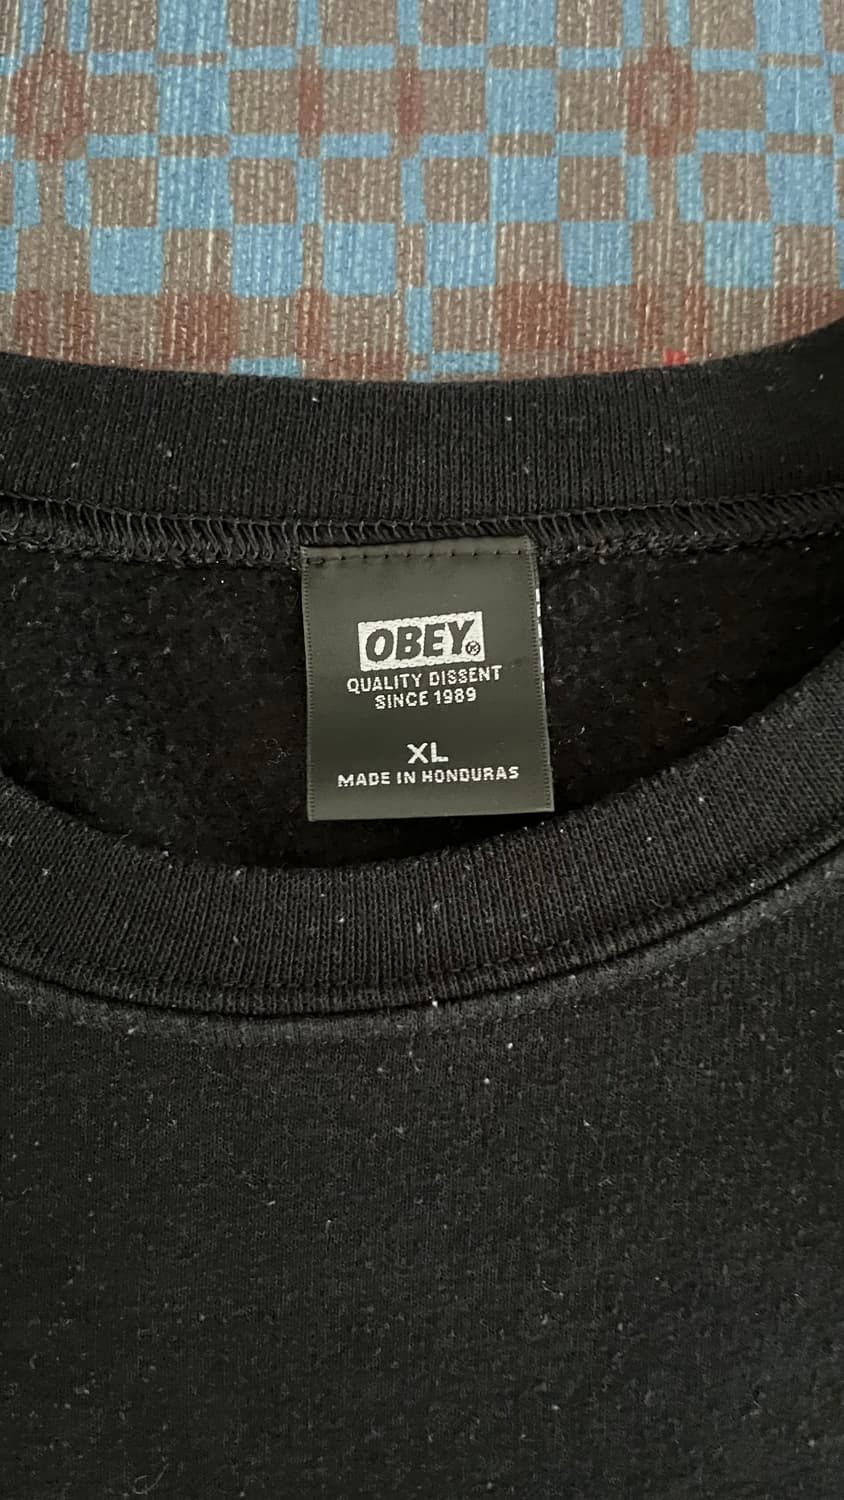 OBEY®
QUALITY DISSENT
SINCE 1989
XL
MADE IN HONDURAS